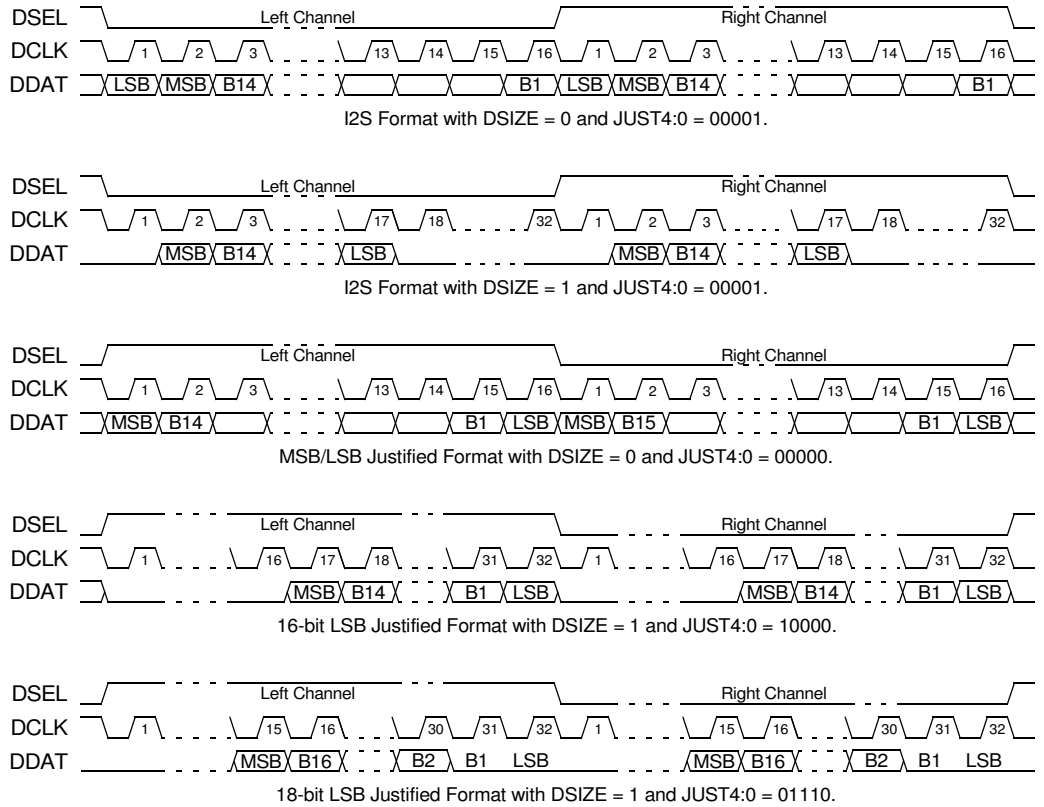 DSEL Left Channel Right Channel
DCLK 1 2 3 13 14 15 16 1 2 3 13 14 15 16
DDAT LSB MSB B14 B1 LSB MSB B14 B1
I2S Format with DSIZE = 0 and JUST4:0 = 00001.
DSEL Left Channel Right Channel
DCLK 1 2 3 17 18 32 1 2 3 17 18 32
DDAT MSB B14 LSB MSB B14 LSB
I2S Format with DSIZE = 1 and JUST4:0 = 00001.
DSEL Left Channel Right Channel
DCLK 1 2 3 13 14 15 16 1 2 3 13 14 15 16
DDAT MSB B14 B1 LSB MSB B15 B1 LSB
MSB/LSB Justified Format with DSIZE = 0 and JUST4:0 = 00000.
DSEL Left Channel Right Channel
DCLK 1 16 17 18 31 32 1 16 17 18 31 32
DDAT MSB B14 B1 LSB MSB B14 B1 LSB
16-bit LSB Justified Format with DSIZE = 1 and JUST4:0 = 10000.
DSEL Left Channel Right Channel
DCLK 1 15 16 30 31 32 1 15 16 30 31 32
DDAT MSB B16 B2 B1 LSB MSB B16 B2 B1 LSB
18-bit LSB Justified Format with DSIZE = 1 and JUST4:0 = 01110.